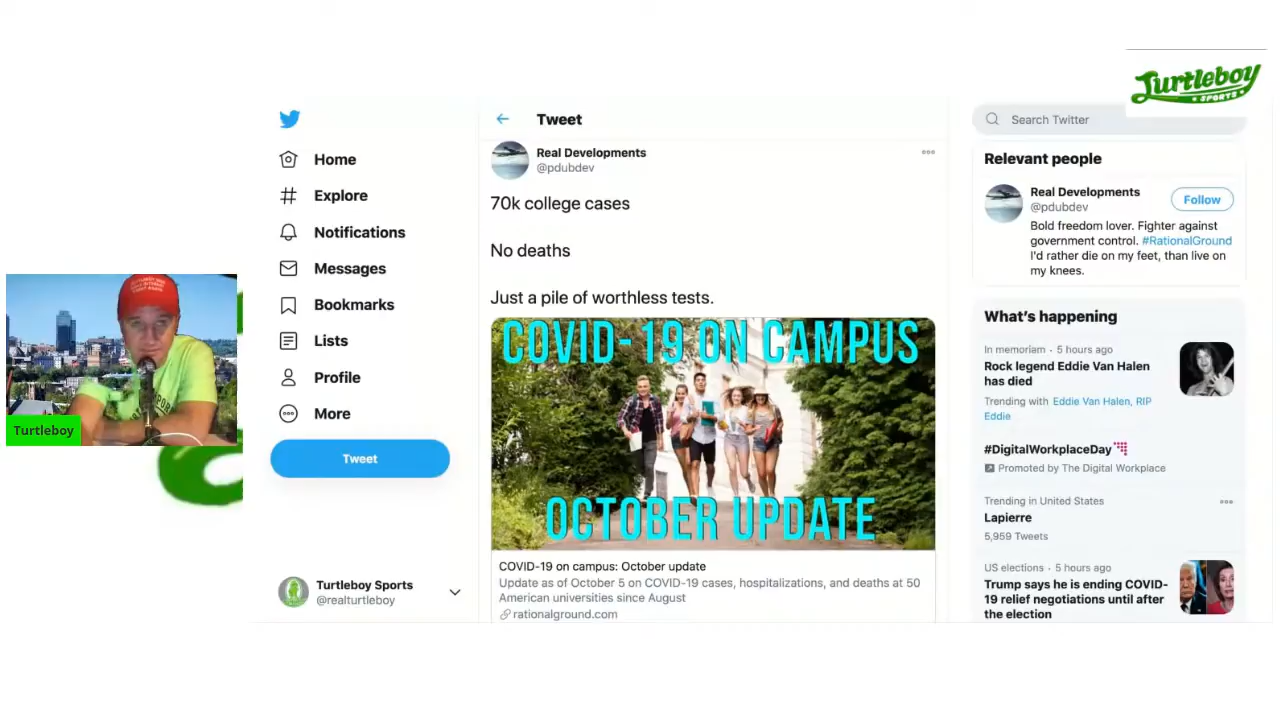 Turtleboy
SPORTS
Home
Explore
Notifications
Messages
Bookmarks
Lists
Profile
More
Tweet
Turtleboy Sports
@realturtleboy
Turtleboy
Tweet
Real Developments
@pdubdev
70k college cases
No deaths
Just a pile of worthless tests.
COVID-19 ON CAMPUS
OCTOBER UPDATE
COVID-19 on campus: October update
Update as of October 5 on COVID-19 cases, hospitalizations, and deaths at 50
American universities since August
rationalground.com
Search Twitter
Relevant people
Real Developments
@pdubdev
Follow
Bold freedom lover. Fighter against
government control. #RationalGround
I'd rather die on my feet, than live on
my knees.
What's happening
In memoriam · 5 hours ago
Rock legend Eddie Van Halen
has died
Trending with Eddie Van Halen, RIP
Eddie
#DigitalWorkplaceDay
Promoted by The Digital Workplace
Trending in United States
Lapierre
5,959 Tweets
US elections · 5 hours ago
Trump says he is ending COVID-
19 relief negotiations until after
the election